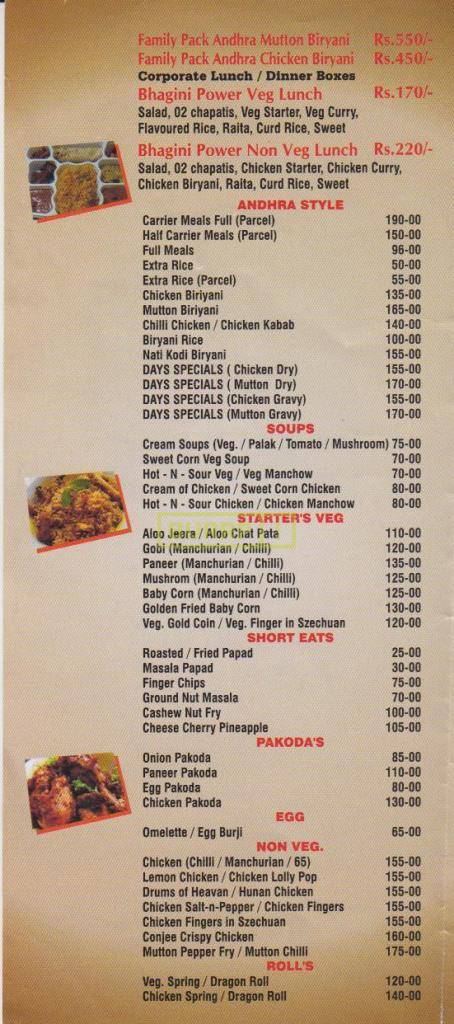 Family Pack Andhra Mutton Biryani Rs.550/-
Family Pack Andhra Chicken Biryani Rs.450/-
Corporate Lunch / Dinner Boxes
Bhagini Power Veg Lunch Rs.170/-
Salad, 02 chapatis, Veg Starter, Veg Curry,
Flavoured Rice, Raita, Curd Rice, Sweet
Bhagini Power Non Veg Lunch Rs.220/-
Salad, 02 chapatis, Chicken Starter, Chicken Curry,
Chicken Biryani, Raita, Curd Rice, Sweet
ANDHRA STYLE
Carrier Meals Full (Parcel) 190-00
Half Carrier Meals (Parcel) 150-00
Full Meals 96-00
Extra Rice 50-00
Extra Rice (Parcel) 55-00
Chicken Biriyani 135-00
Mutton Biriyani 165-00
Chilli Chicken / Chicken Kabab 140-00
Biryani Rice 100-00
Nati Kodi Biryani 155-00
DAYS SPECIALS ( Chicken Dry) 155-00
DAYS SPECIALS ( Mutton Dry) 170-00
DAYS SPECIALS (Chicken Gravy) 155-00
DAYS SPECIALS (Mutton Gravy) 170-00
SOUPS
Cream Soups (Veg. / Palak / Tomato / Mushroom) 75-00
Sweet Corn Veg Soup 70-00
Hot - N - Sour Veg / Veg Manchow 70-00
Cream of Chicken / Sweet Corn Chicken 80-00
Hot - N - Sour Chicken / Chicken Manchow 80-00
STARTER'S VEG
Aloo Jeera / Aloo Chat Pata 110-00
Gobi (Manchurian / Chilli) 120-00
Paneer (Manchurian / Chilli) 135-00
Mushrom (Manchurian / Chilli) 125-00
Baby Corn (Manchurian / Chilli) 125-00
Golden Fried Baby Corn 130-00
Veg. Gold Coin / Veg. Finger in Szechuan 120-00
SHORT EATS
Roasted / Fried Papad 25-00
Masala Papad 30-00
Finger Chips 75-00
Ground Nut Masala 70-00
Cashew Nut Fry 100-00
Cheese Cherry Pineapple 105-00
PAKODA'S
Onion Pakoda 85-00
Paneer Pakoda 110-00
Egg Pakoda 80-00
Chicken Pakoda 130-00
EGG
Omelette / Egg Burji 65-00
NON VEG.
Chicken (Chilli / Manchurian / 65) 155-00
Lemon Chicken / Chicken Lolly Pop 155-00
Drums of Heavan / Hunan Chicken 155-00
Chicken Salt-n-Pepper / Chicken Fingers 155-00
Chicken Fingers in Szechuan 155-00
Conjee Crispy Chicken 160-00
Mutton Pepper Fry / Mutton Chilli 175-00
ROLL'S
Veg. Spring / Dragon Roll 120-00
Chicken Spring / Dragon Roll 140-00